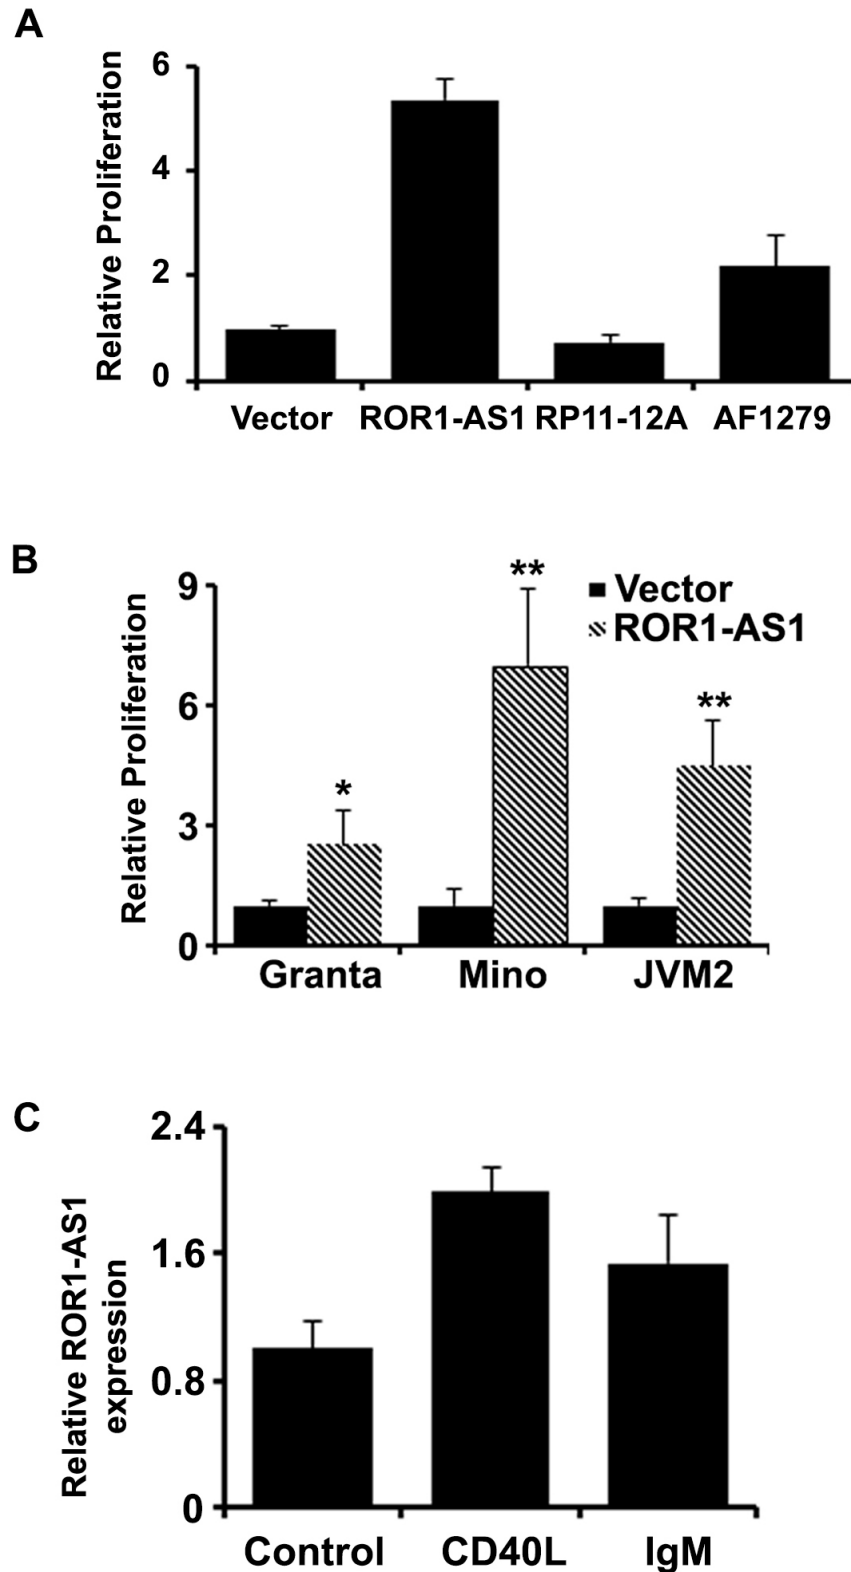 A
Relative Proliferation
6
4
2
0
Vector ROR1-AS1 RP11-12A AF1279
B
Relative Proliferation
9
6
3
0
* ** **
Vector
ROR1-AS1
Granta Mino JVM2
C
Relative ROR1-AS1
expression
2.4
1.6
0.8
0
Control CD40L IgM